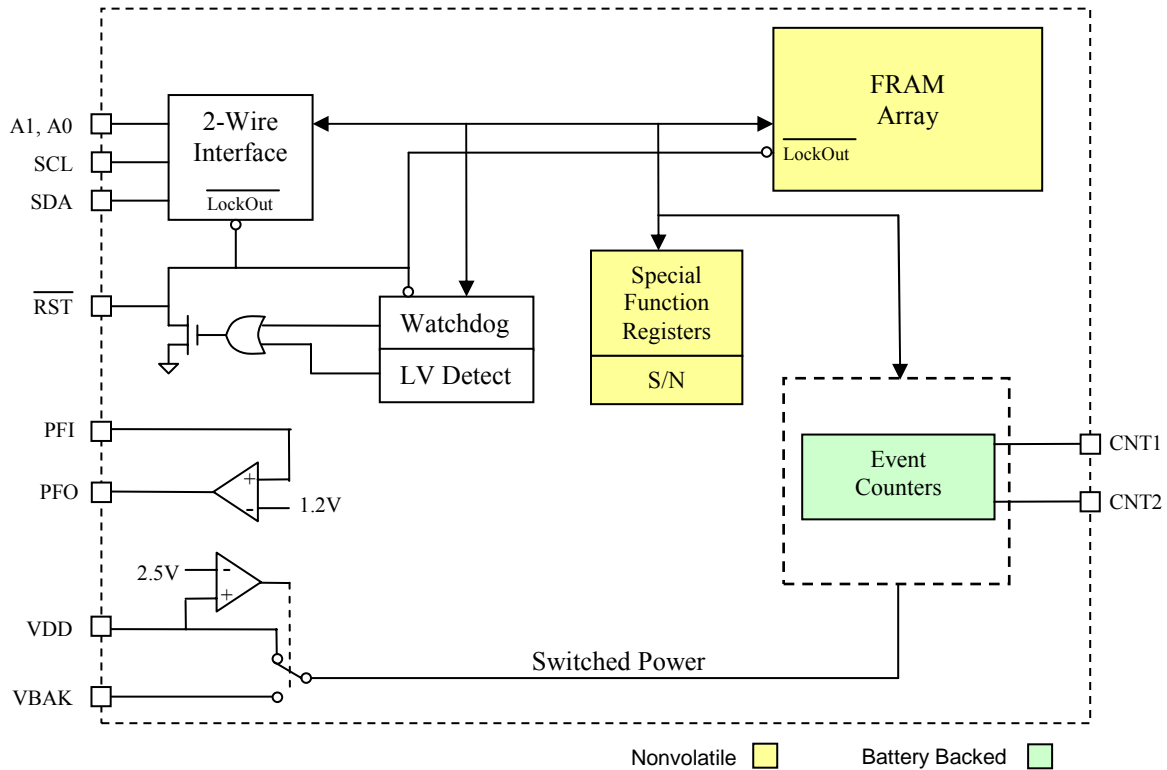 FRAM
Array
LockOut
A1, A0
SCL
SDA
2-Wire
Interface
LockOut
RST
Watchdog
LV Detect
Special
Function
Registers
S/N
PFI
PFO
+
-
1.2V
Event
Counters
CNT1
CNT2
2.5V
-
+
VDD
VBAK
Switched Power
Nonvolatile
Battery Backed